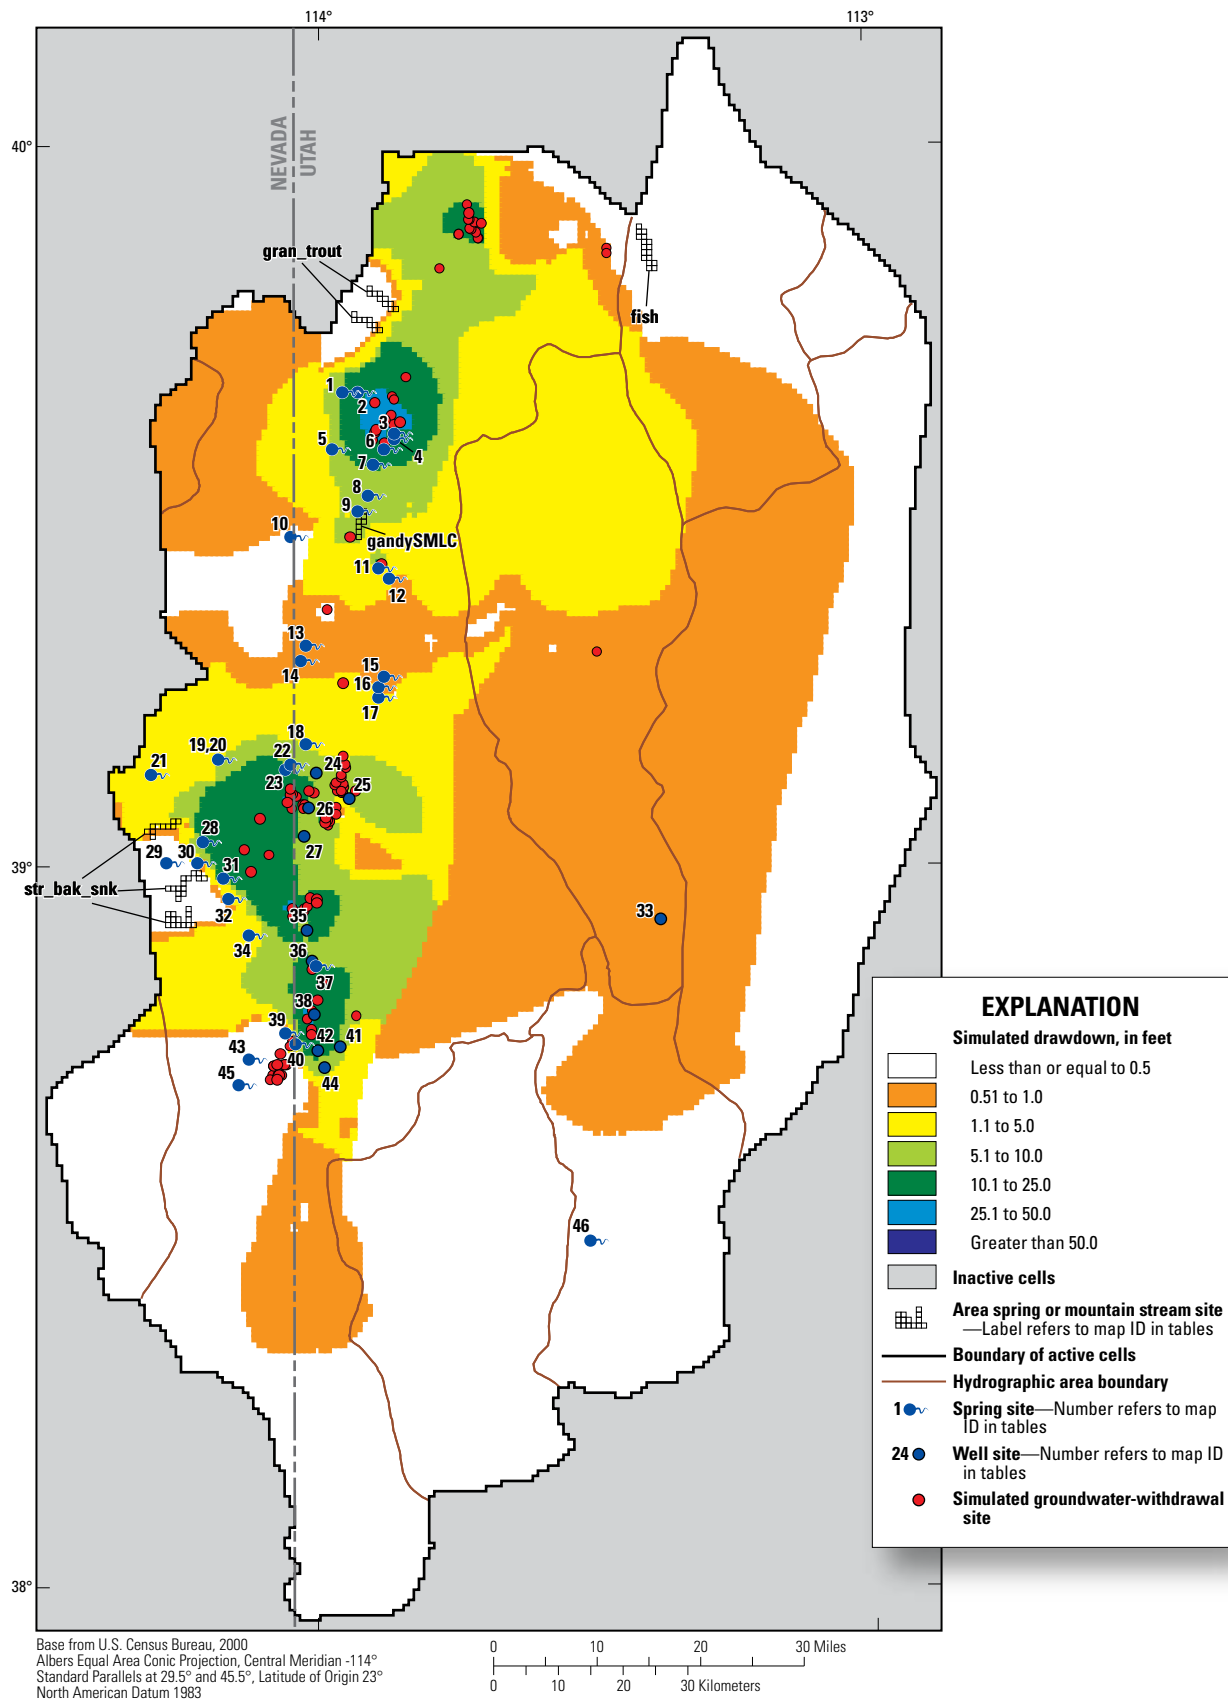 114°
113°
40°
NEVADA
UTAH
gran_trout
fish
1
2
3
5
6
4
7
8
9
10
gandySMLC
11
12
13
14
15
16
17
18
19,20
22
21
24
23
25
26
28
27
29
30
31
39°
str_bak_snk
32
35
33
34
36
37
38
39
42
41
43
40
45
44
46
38°
EXPLANATION
Simulated drawdown, in feet
Less than or equal to 0.5
0.51 to 1.0
1.1 to 5.0
5.1 to 10.0
10.1 to 25.0
25.1 to 50.0
Greater than 50.0
Inactive cells
Area spring or mountain stream site
—Label refers to map ID in tables
Boundary of active cells
Hydrographic area boundary
1 Spring site—Number refers to map
ID in tables
24 Well site—Number refers to map ID
in tables
Simulated groundwater-withdrawal
site
Base from U.S. Census Bureau, 2000
Albers Equal Area Conic Projection, Central Meridian -114°
Standard Parallels at 29.5° and 45.5°, Latitude of Origin 23°
North American Datum 1983
0 10 20 30 Miles
0 10 20 30 Kilometers